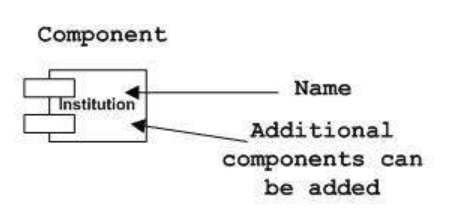 Component
Institution
Name
Additional
components can
be added